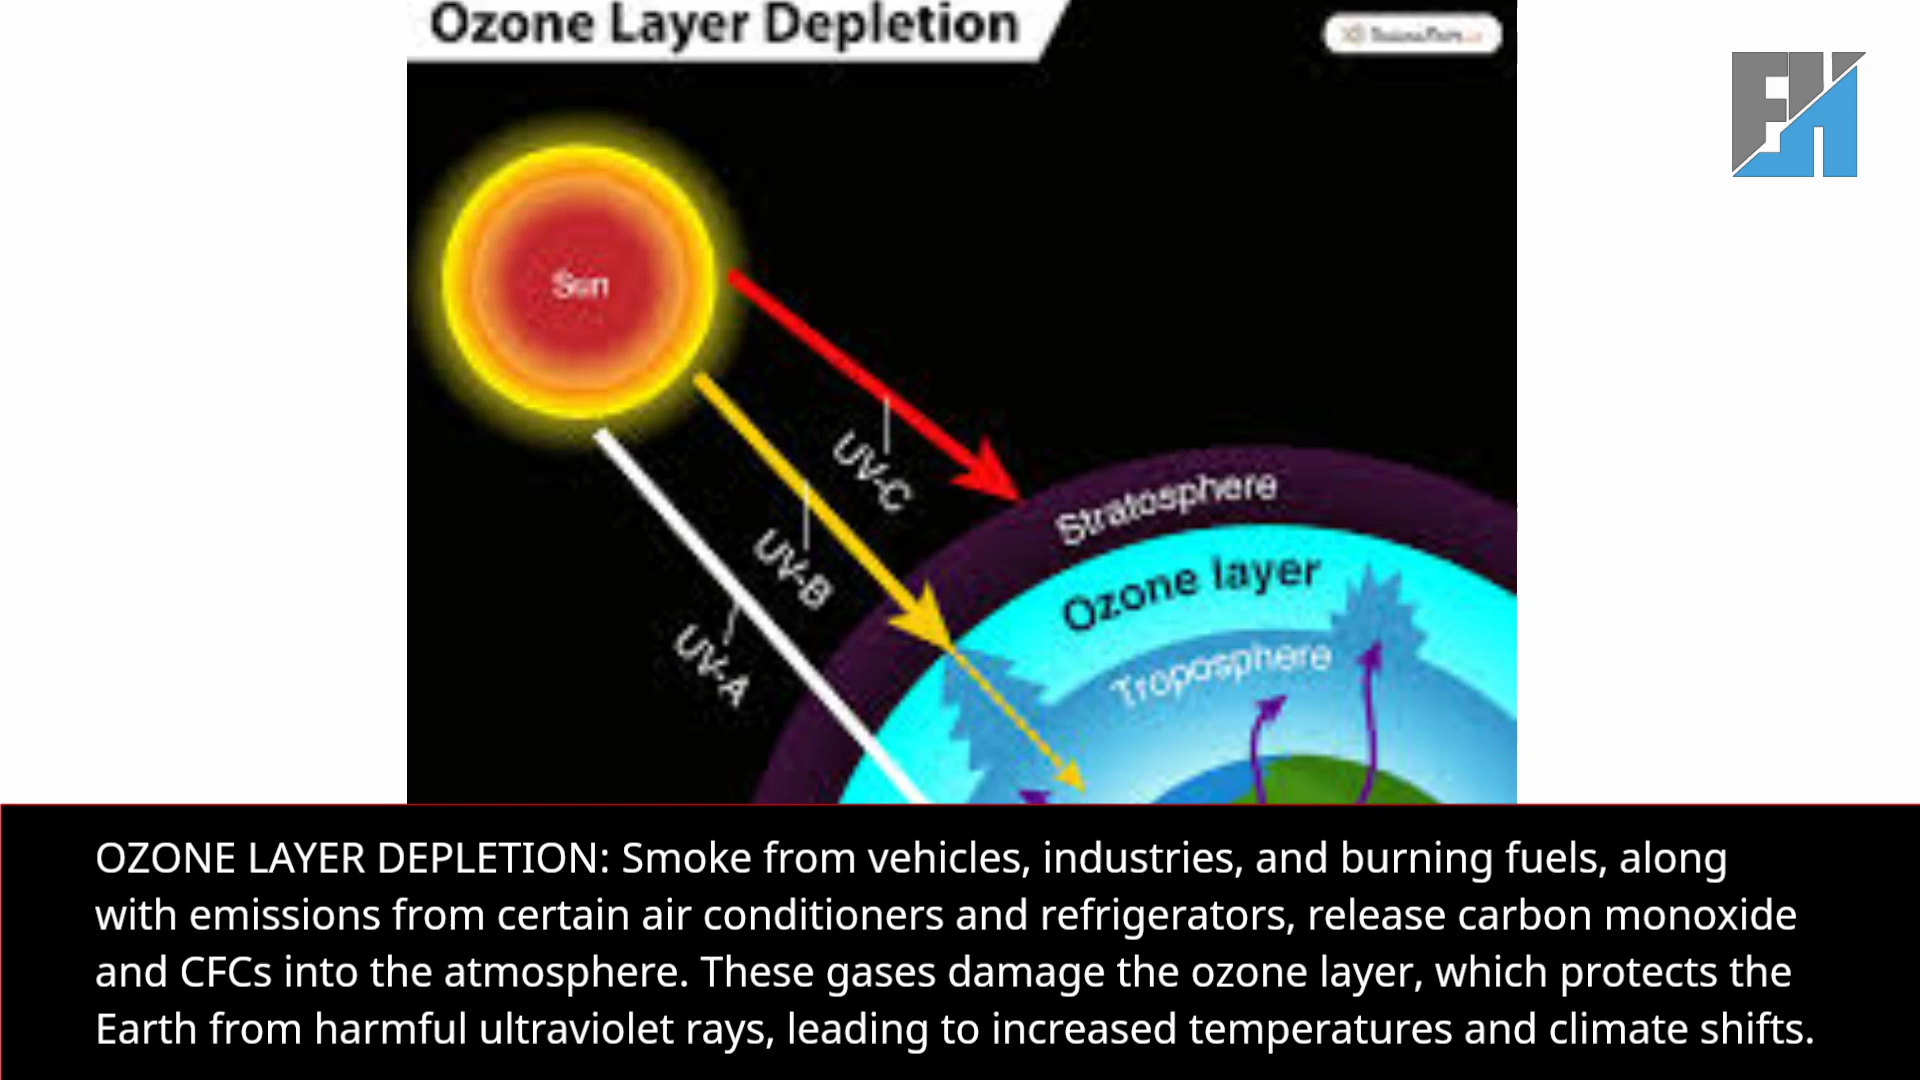 Ozone Layer Depletion
Sun
UV-C
UV-B
UV-A
Stratosphere
Ozone layer
Troposphere
OZONE LAYER DEPLETION: Smoke from vehicles, industries, and burning fuels, along
with emissions from certain air conditioners and refrigerators, release carbon monoxide
and CFCs into the atmosphere. These gases damage the ozone layer, which protects the
Earth from harmful ultraviolet rays, leading to increased temperatures and climate shifts.